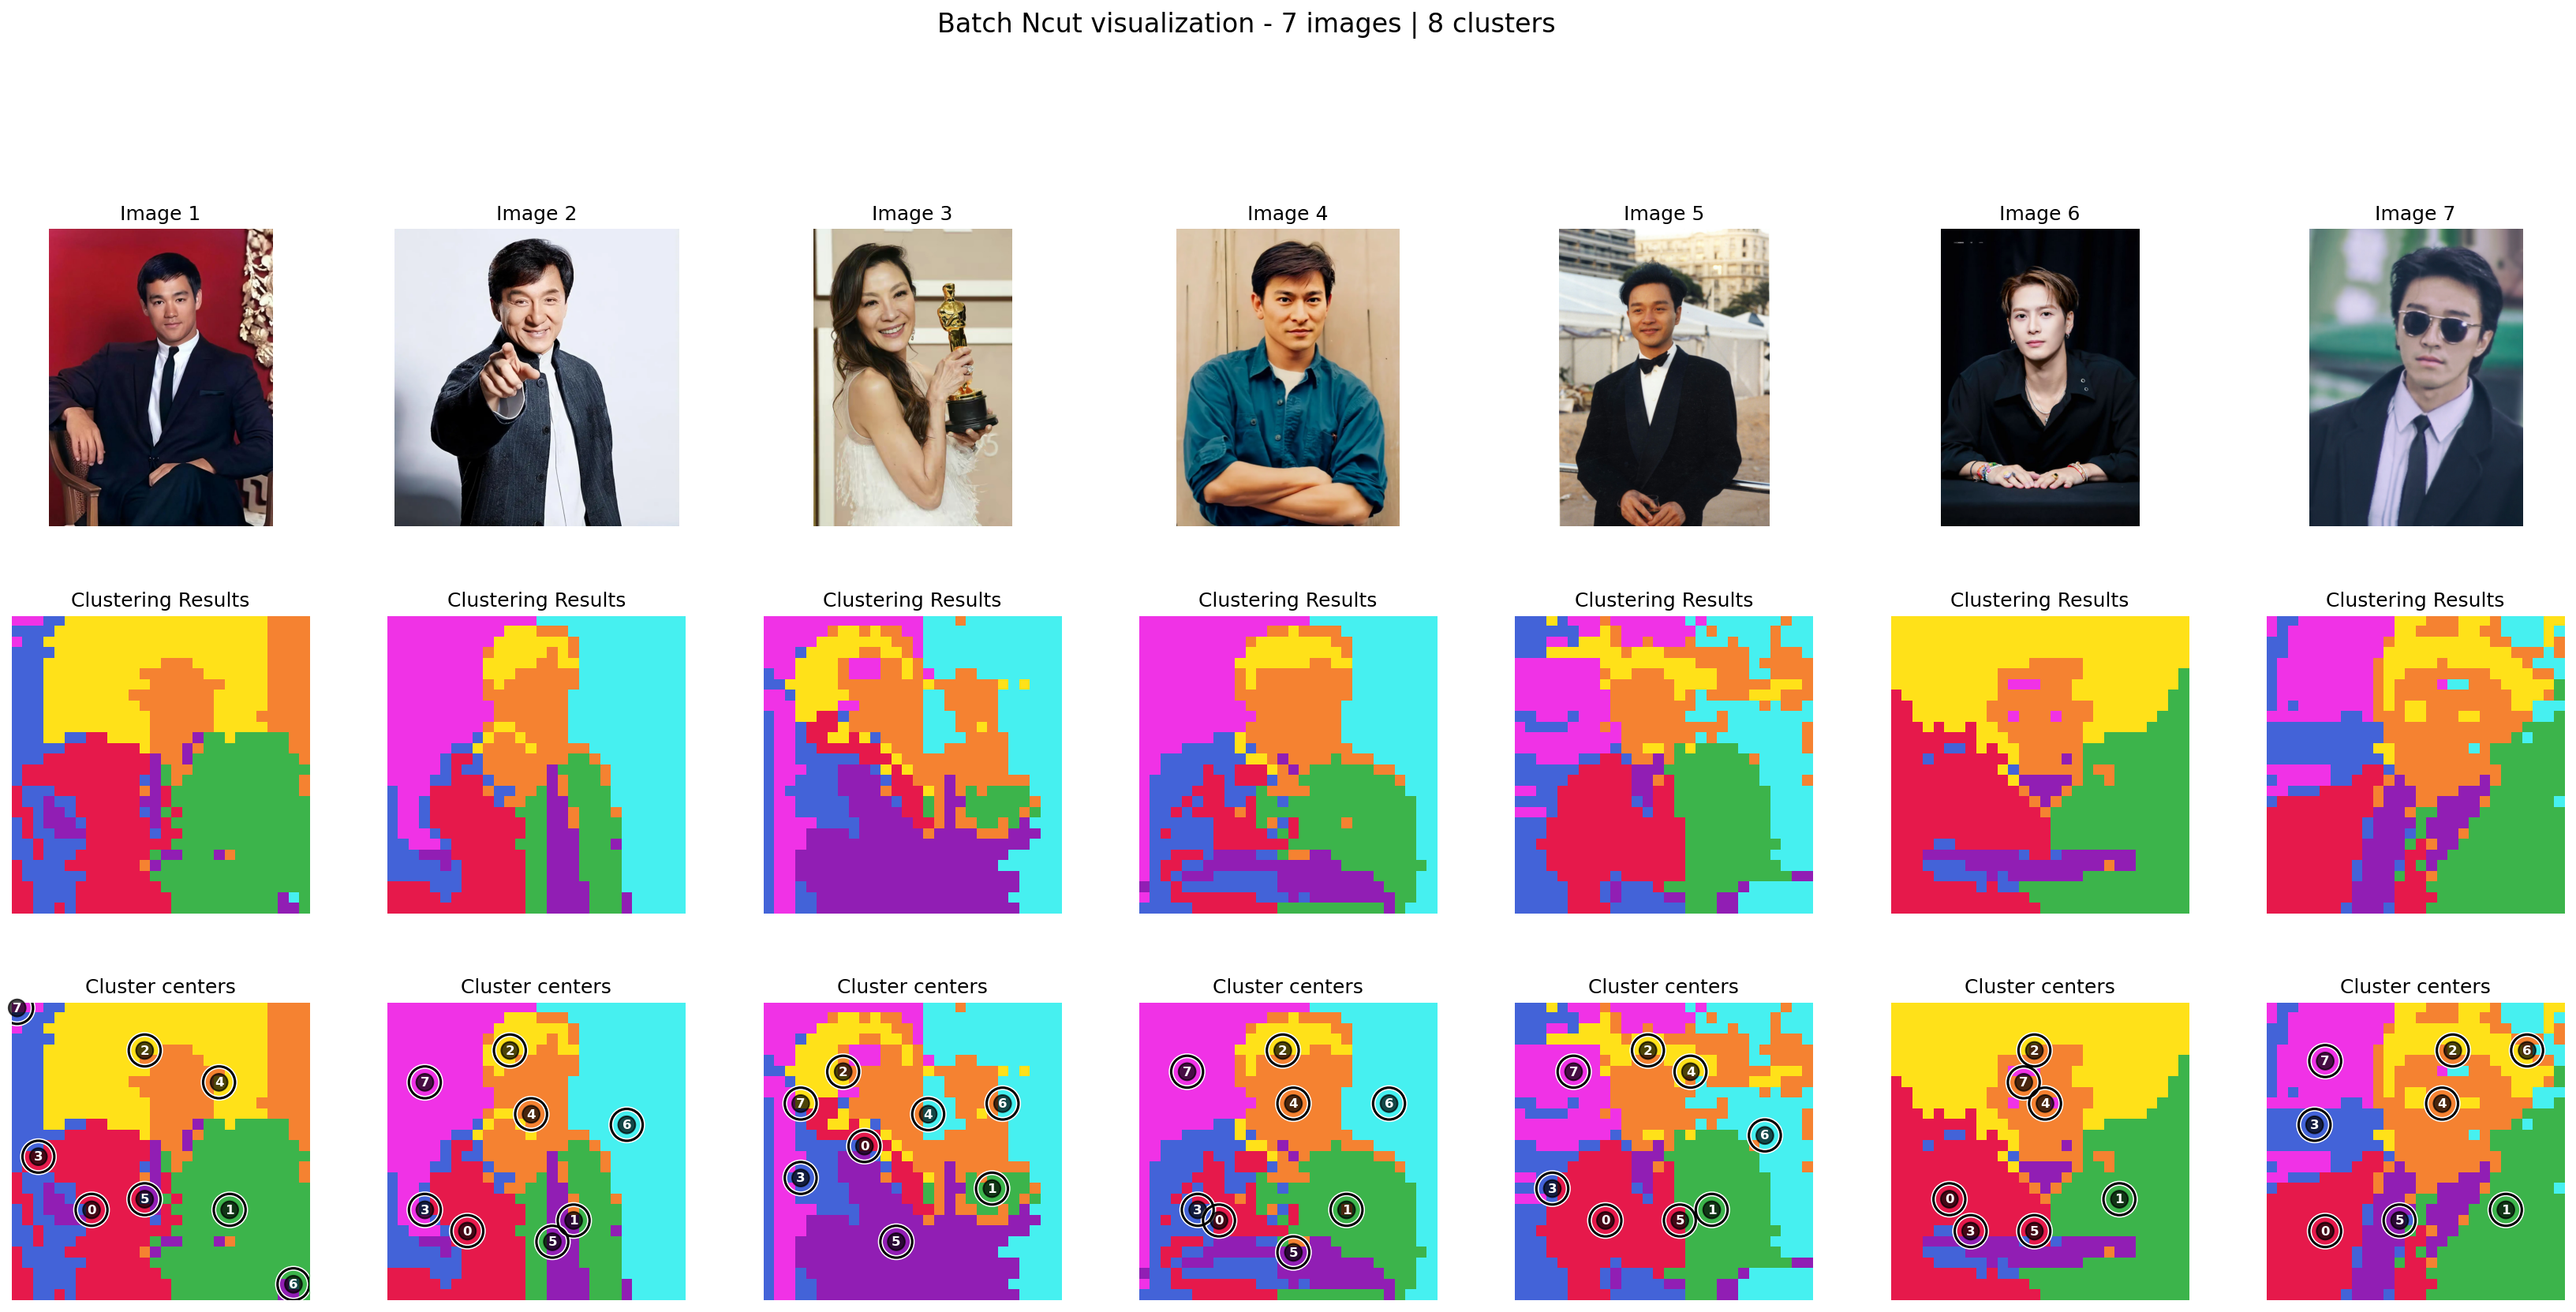 Batch Ncut visualization - 7 images | 8 clusters
Image 1
Image 2
Image 3
Image 4
Image 5
Image 6
Image 7
Clustering Results
Clustering Results
Clustering Results
Clustering Results
Clustering Results
Clustering Results
Clustering Results
Cluster centers
Cluster centers
Cluster centers
Cluster centers
Cluster centers
Cluster centers
Cluster centers
7
2
4
3
5
0
1
6
2
7
4
6
3
0
1
5
2
7
6
4
0
3
1
5
2
7
4
6
3
0
1
5
2
7
4
6
3
0
5
1
2
7
4
0
1
3
5
2
6
7
4
3
1
5
0